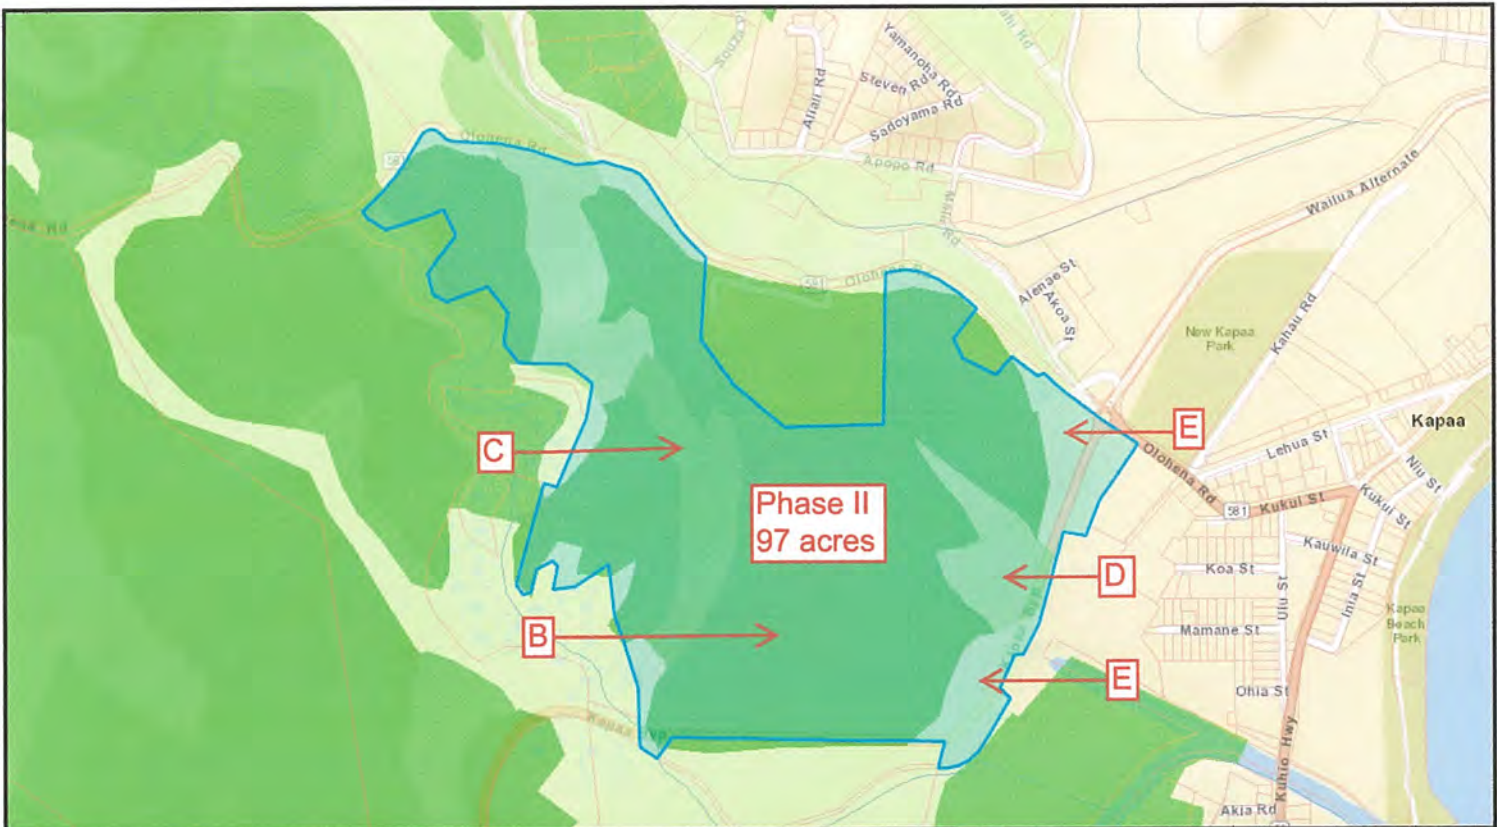 Yamanoha Rd
Steven Rd
Sadoyama Rd
Aliali Rd
Olohena Rd
581
Apopo Rd
Wailua Alternate
581
Alenae St
Akoa St
New Kapaa
Park
Kahau Rd
E
Kapaa
C
Lehua St
Olohena Rd
Niu St
Phase II
97 acres
581
Kukui St
Kukui St
Kauwila St
Koa St
D
Ulu St
Inia St
Kapaa
Beach
Park
B
Mamane St
E
Ohia St
Kuhio Hwy
Akia Rd